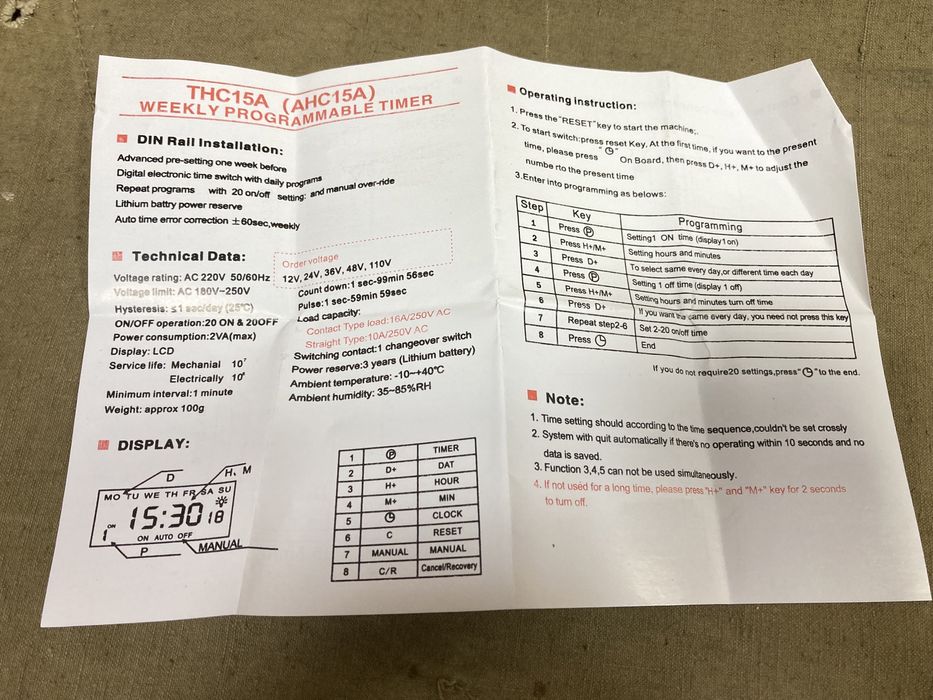 THC15A (AHC15A)
WEEKLY PROGRAMMABLE TIMER
DIN Rail Installation:
Advanced pre-setting one week before
Digital electronic time switch with daily programs
Repeat programs with 20 on/off setting: and manual over-ride
Lithium battry power reserve
Auto time error correction ±60sec,weekly
Technical Data:
Voltage rating: AC 220V 50/60Hz
Voltage limit: AC 180V~250V
Hysteresis: ≤1 sec/day (25℃)
ON/OFF operation:20 ON & 20OFF
Power consumption:2VA(max)
Display: LCD
Service life: Mechanial 10⁷
Electrically 10⁶
Minimum interval:1 minute
Weight: approx 100g
Order voltage
12V, 24V, 36V, 48V, 110V
Count down:1 sec-99min 56sec
Pulse:1 sec-59min 59sec
Load capacity:
Contact Type load:16A/250V AC
Straight Type:10A/250V AC
Switching contact:1 changeover switch
Power reserve:3 years (Lithium battery)
Ambient temperature: -10~+40℃
Ambient humidity: 35~85%RH
DISPLAY:
D H、M
MO TU WE TH FR SA SU
ON 15:30 18
1 ON AUTO OFF
P MANUAL
1 Ⓟ TIMER
2 D+ DAT
3 H+ HOUR
4 M+ MIN
5 CLOCK
6 C RESET
7 MANUAL MANUAL
8 C/R Cancel/Recovery
Operating instruction:
1. Press the"RESET"key to start the machine;.
2. To start switch:press reset Key, At the first time, if you want to the present
time, please press " " On Board, then press D+, H+, M+ to adjust the
numbe rto the present time
3.Enter into programming as belows:
Step Key Programming
1 Press Ⓟ Setting1 ON time (display1 on)
2 Press H+/M+ Setting hours and minutes
3 Press D+ To select same every day,or different time each day
4 Press Ⓟ Setting 1 off time (display 1 off)
5 Press H+/M+ Setting hours and minutes turn off time
6 Press D+ If you want the same every day, you need not press this key
7 Repeat step2-6 Set 2-20 on/off time
8 Press End
If you do not require20 settings,press" "to the end.
Note:
1. Time setting should according to the time sequence,couldn't be set crossly
2. System with quit automatically if there's no operating within 10 seconds and no
data is saved.
3. Function 3,4,5 can not be used simultaneously.
4. If not used for a long time, please press "H+" and "M+" key for 2 seconds
to turn off.